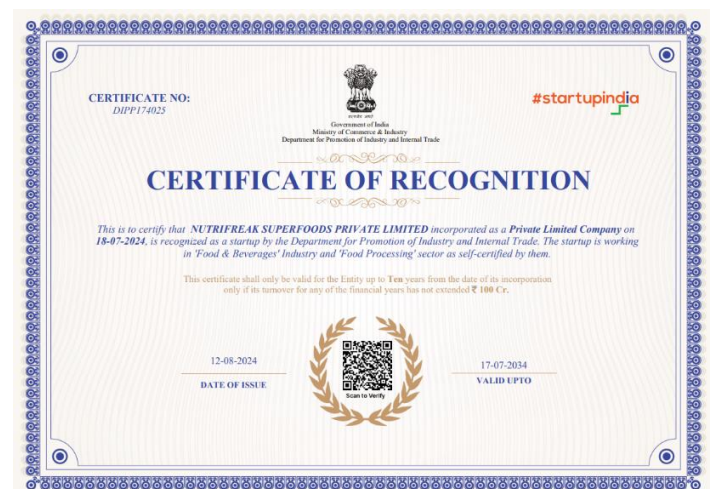 CERTIFICATE NO:
DIPP174025
#startupindia
सत्यमेव जयते
Government of India
Ministry of Commerce & Industry
Department for Promotion of Industry and Internal Trade
CERTIFICATE OF RECOGNITION
This is to certify that NUTRIFREAK SUPERFOODS PRIVATE LIMITED incorporated as a Private Limited Company on
18-07-2024, is recognized as a startup by the Department for Promotion of Industry and Internal Trade. The startup is working
in 'Food & Beverages' Industry and 'Food Processing' sector as self-certified by them.
This certificate shall only be valid for the Entity up to Ten years from the date of its incorporation
only if its turnover for any of the financial years has not extended ₹ 100 Cr.
12-08-2024
DATE OF ISSUE
Scan to Verify
17-07-2034
VALID UPTO